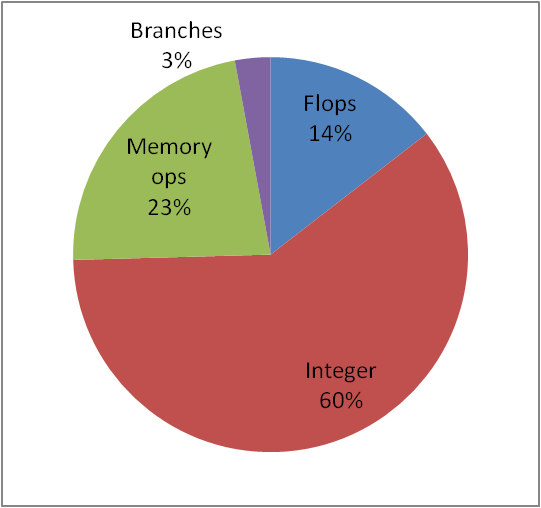 Branches
3%
Flops
14%
Memory
ops
23%
Integer
60%